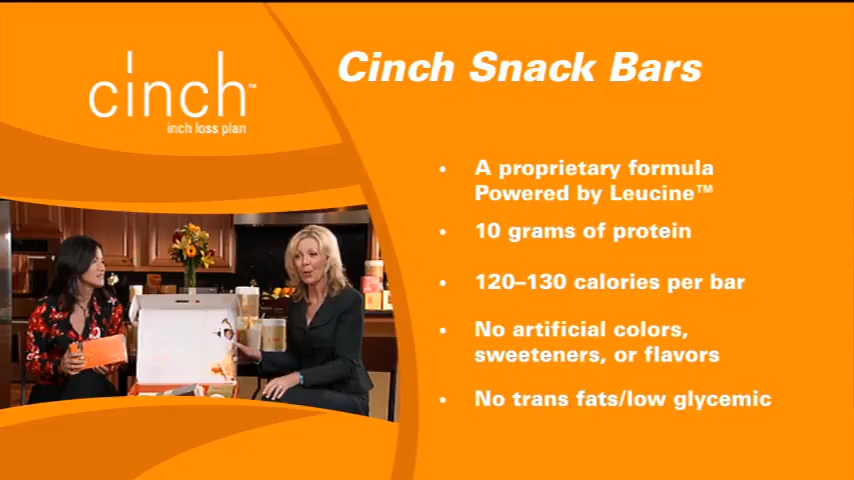 cinch™
inch loss plan
Cinch Snack Bars
• A proprietary formula
Powered by Leucine™
• 10 grams of protein
• 120–130 calories per bar
• No artificial colors,
sweeteners, or flavors
• No trans fats/low glycemic